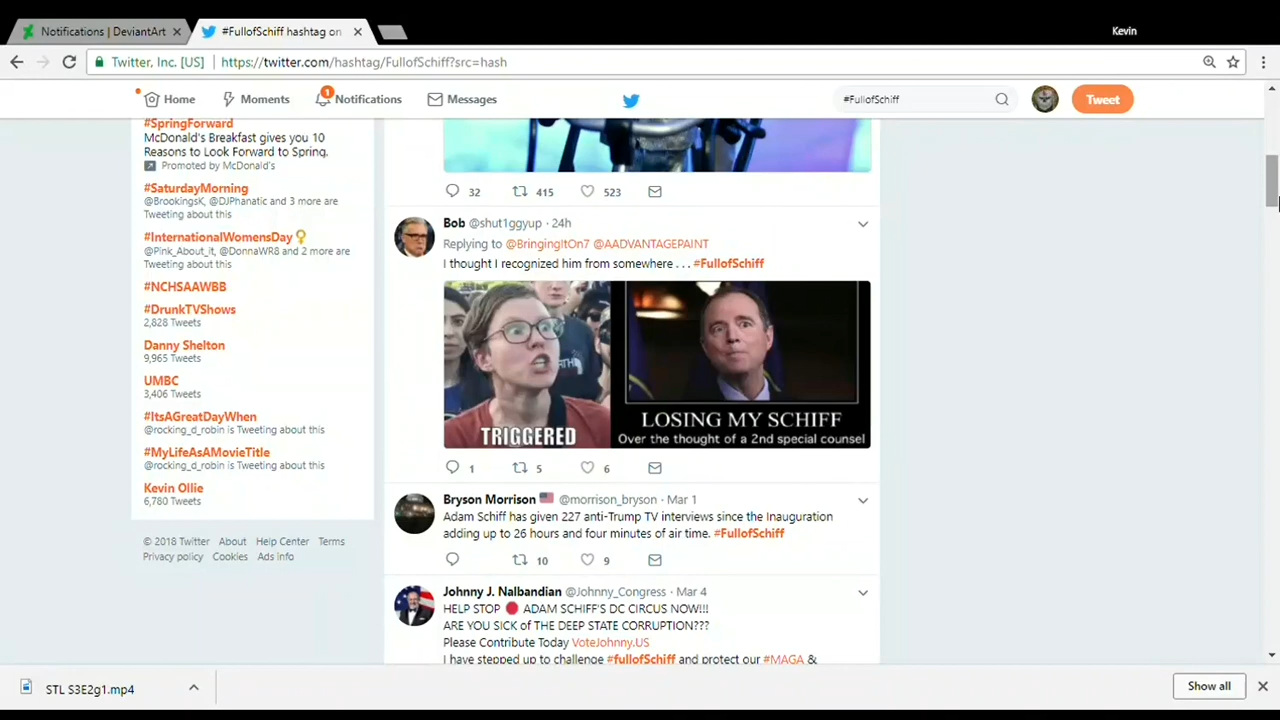 Notifications | DeviantArt
#FullofSchiff hashtag on
Kevin
Twitter, Inc. [US]
https://twitter.com/hashtag/FullofSchiff?src=hash
Home
Moments
1
Notifications
Messages
#FullofSchiff
Tweet
#SpringForward
McDonald's Breakfast gives you 10
Reasons to Look Forward to Spring.
Promoted by McDonald's
#SaturdayMorning
@BrookingsK, @DJPhanatic and 3 more are
Tweeting about this
#InternationalWomensDay
@Pink_About_it, @DonnaWR8 and 2 more are
Tweeting about this
#NCHSAAWBB
#DrunkTVShows
2,828 Tweets
Danny Shelton
9,965 Tweets
UMBC
3,406 Tweets
#ItsAGreatDayWhen
@rocking_d_robin is Tweeting about this
#MyLifeAsAMovieTitle
@rocking_d_robin is Tweeting about this
Kevin Ollie
6,780 Tweets
© 2018 Twitter About Help Center Terms
Privacy policy Cookies Ads info
32 415 523
Bob @shut1ggyup · 24h
Replying to @BringingItOn7 @AADVANTAGEPAINT
I thought I recognized him from somewhere . . . #FullofSchiff
TRIGGERED
LOSING MY SCHIFF
Over the thought of a 2nd special counsel
1 5 6
Bryson Morrison @morrison_bryson · Mar 1
Adam Schiff has given 227 anti-Trump TV interviews since the Inauguration
adding up to 26 hours and four minutes of air time. #FullofSchiff
10 9
Johnny J. Nalbandian @Johnny_Congress · Mar 4
HELP STOP ADAM SCHIFF'S DC CIRCUS NOW!!!
ARE YOU SICK of THE DEEP STATE CORRUPTION???
Please Contribute Today VoteJohnny.US
I have stepped up to challenge #fullofSchiff and protect our #MAGA &
STL S3E2g1.mp4
Show all